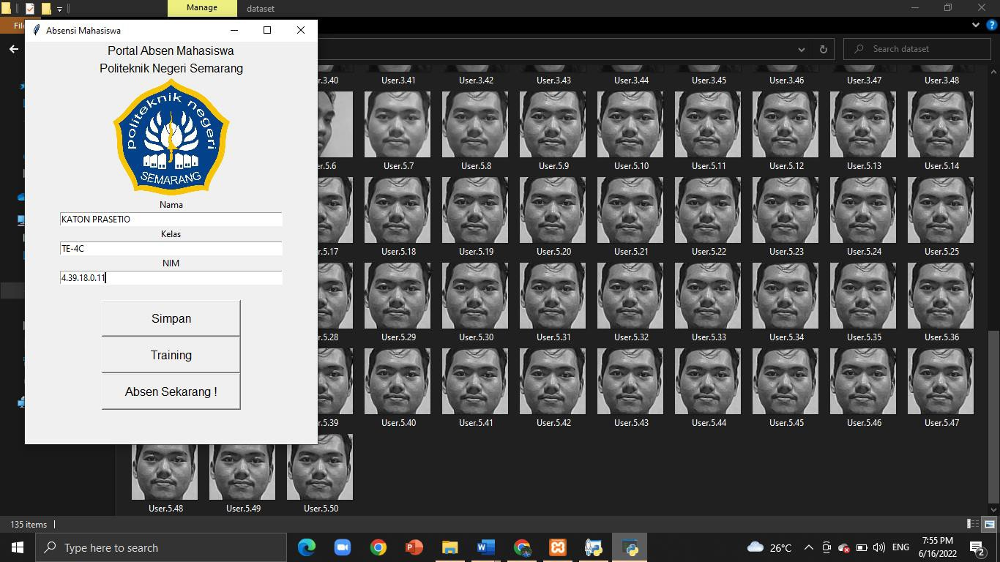 Manage
dataset
Fil
Absensi Mahasiswa
Search dataset
Portal Absen Mahasiswa
Politeknik Negeri Semarang
politeknik negeri
SEMARANG
Nama
KATON PRASETIO
Kelas
TE-4C
NIM
4.39.18.0.11
Simpan
Training
Absen Sekarang !
r.3.40 User.3.41 User.3.42 User.3.43 User.3.44 User.3.45 User.3.46 User.3.47 User.3.48
r.5.6 User.5.7 User.5.8 User.5.9 User.5.10 User.5.11 User.5.12 User.5.13 User.5.14
r.5.17 User.5.18 User.5.19 User.5.20 User.5.21 User.5.22 User.5.23 User.5.24 User.5.25
r.5.28 User.5.29 User.5.30 User.5.31 User.5.32 User.5.33 User.5.34 User.5.35 User.5.36
r.5.39 User.5.40 User.5.41 User.5.42 User.5.43 User.5.44 User.5.45 User.5.46 User.5.47
User.5.48 User.5.49 User.5.50
135 items
Type here to search
26°C
ENG
7:55 PM
6/16/2022
2